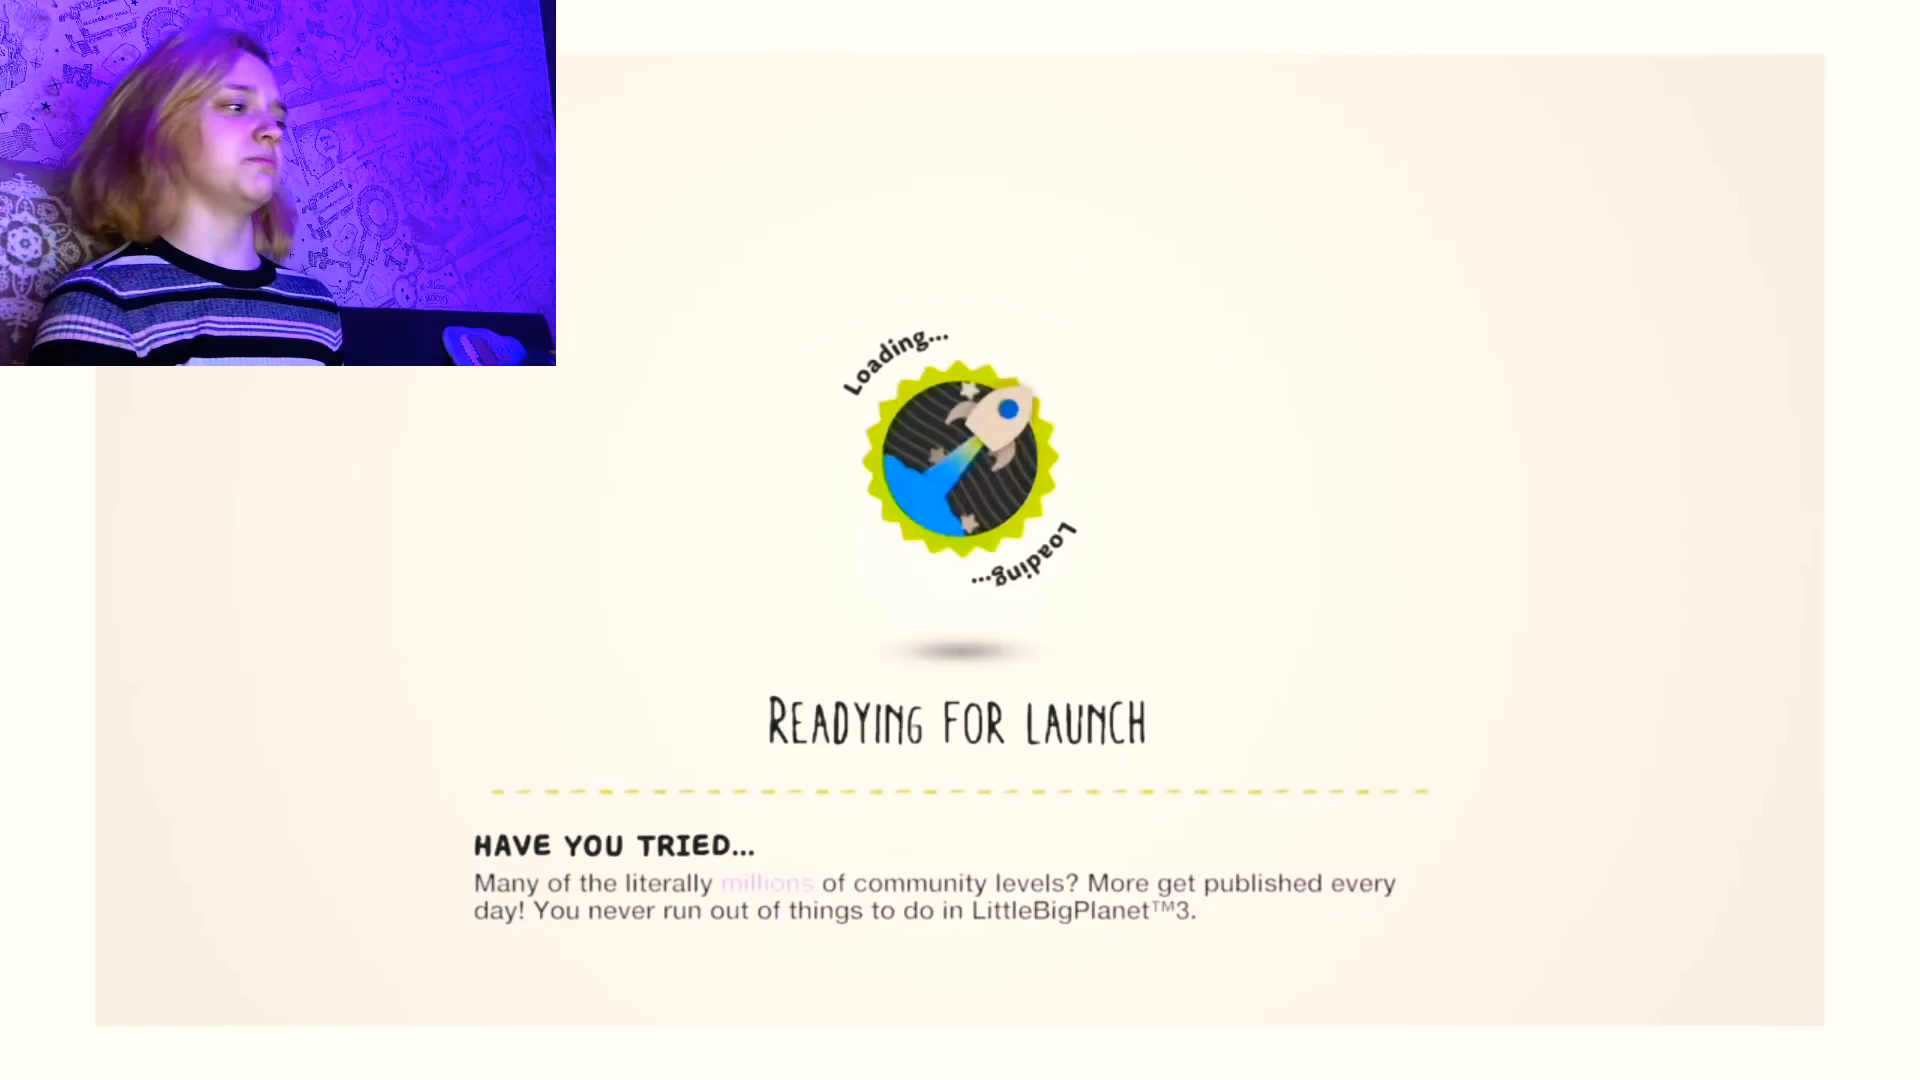 Loading...
Loading...
READYING FOR LAUNCH
HAVE YOU TRIED...
Many of the literally millions of community levels? More get published every
day! You never run out of things to do in LittleBigPlanet™3.